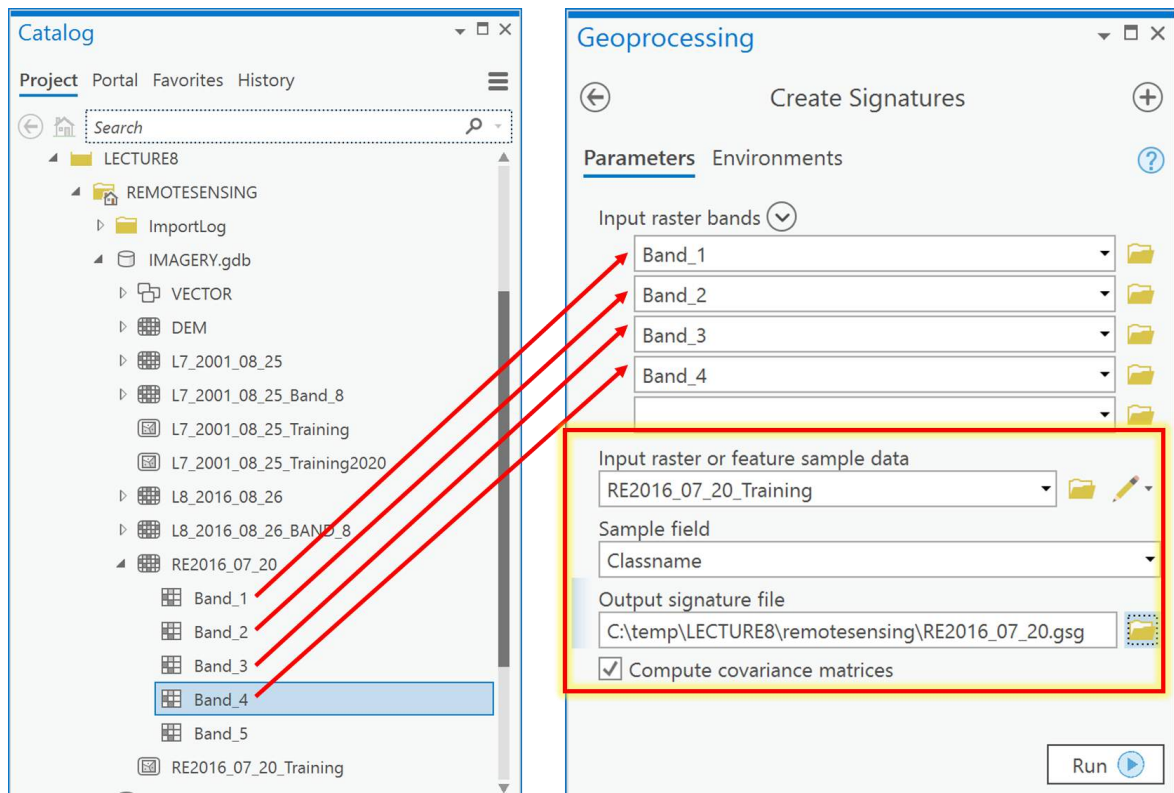 Catalog
Project Portal Favorites History
Search
LECTURE8
REMOTESENSING
ImportLog
IMAGERY.gdb
VECTOR
DEM
L7_2001_08_25
L7_2001_08_25_Band_8
L7_2001_08_25_Training
L7_2001_08_25_Training2020
L8_2016_08_26
L8_2016_08_26_BAND_8
RE2016_07_20
Band_1
Band_2
Band_3
Band_4
Band_5
RE2016_07_20_Training
Geoprocessing
Create Signatures
Parameters Environments
Input raster bands
Band_1
Band_2
Band_3
Band_4
Input raster or feature sample data
RE2016_07_20_Training
Sample field
Classname
Output signature file
C:\temp\LECTURE8\remotesensing\RE2016_07_20.gsg
Compute covariance matrices
Run